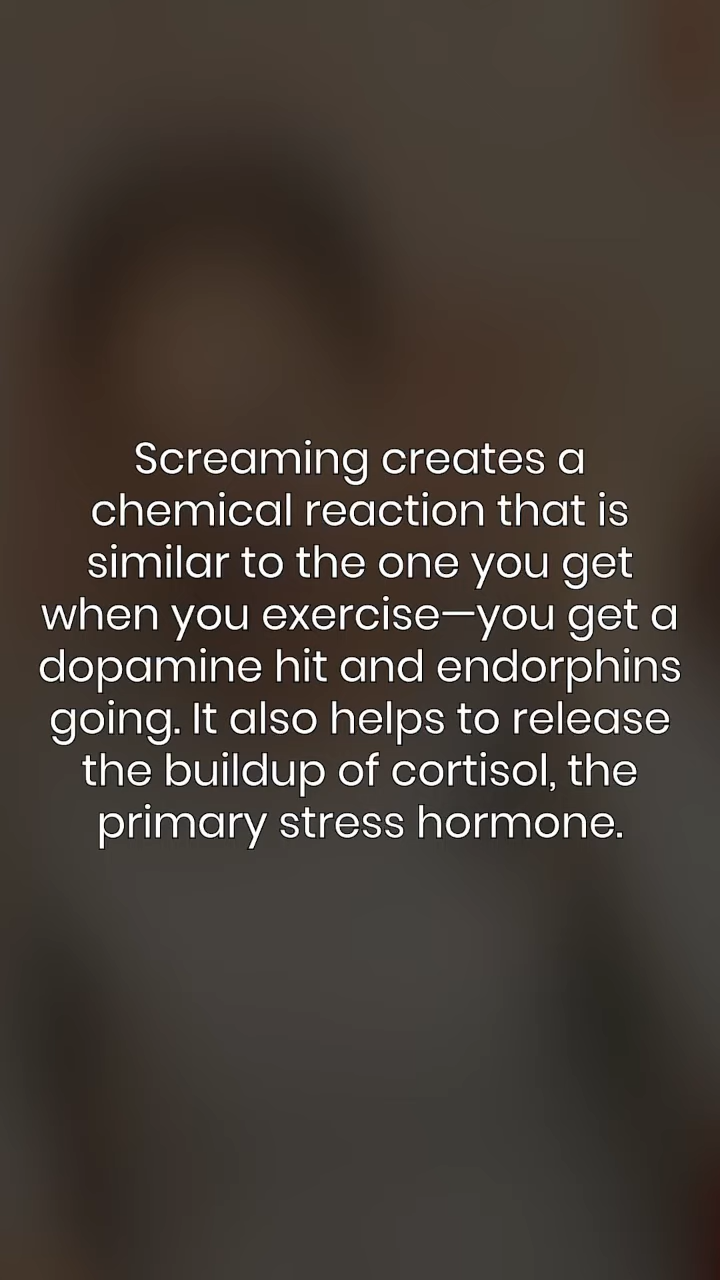 Screaming creates a
chemical reaction that is
similar to the one you get
when you exercise—you get a
dopamine hit and endorphins
going. It also helps to release
the buildup of cortisol, the
primary stress hormone.